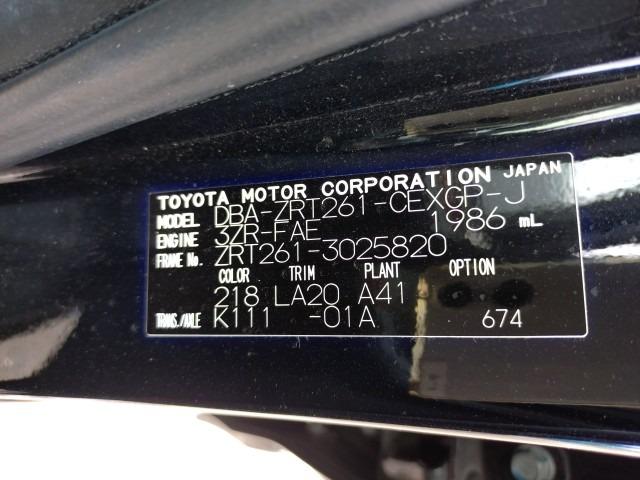 TOYOTA MOTOR CORPORATION JAPAN
MODEL DBA-ZRT261-CEXGP-J
ENGINE 3ZR-FAE 1986 mL
FRAME No. ZRT261-3025820
COLOR TRIM PLANT OPTION
218 LA20 A41
TRANS./AXLE K111 -01A 674